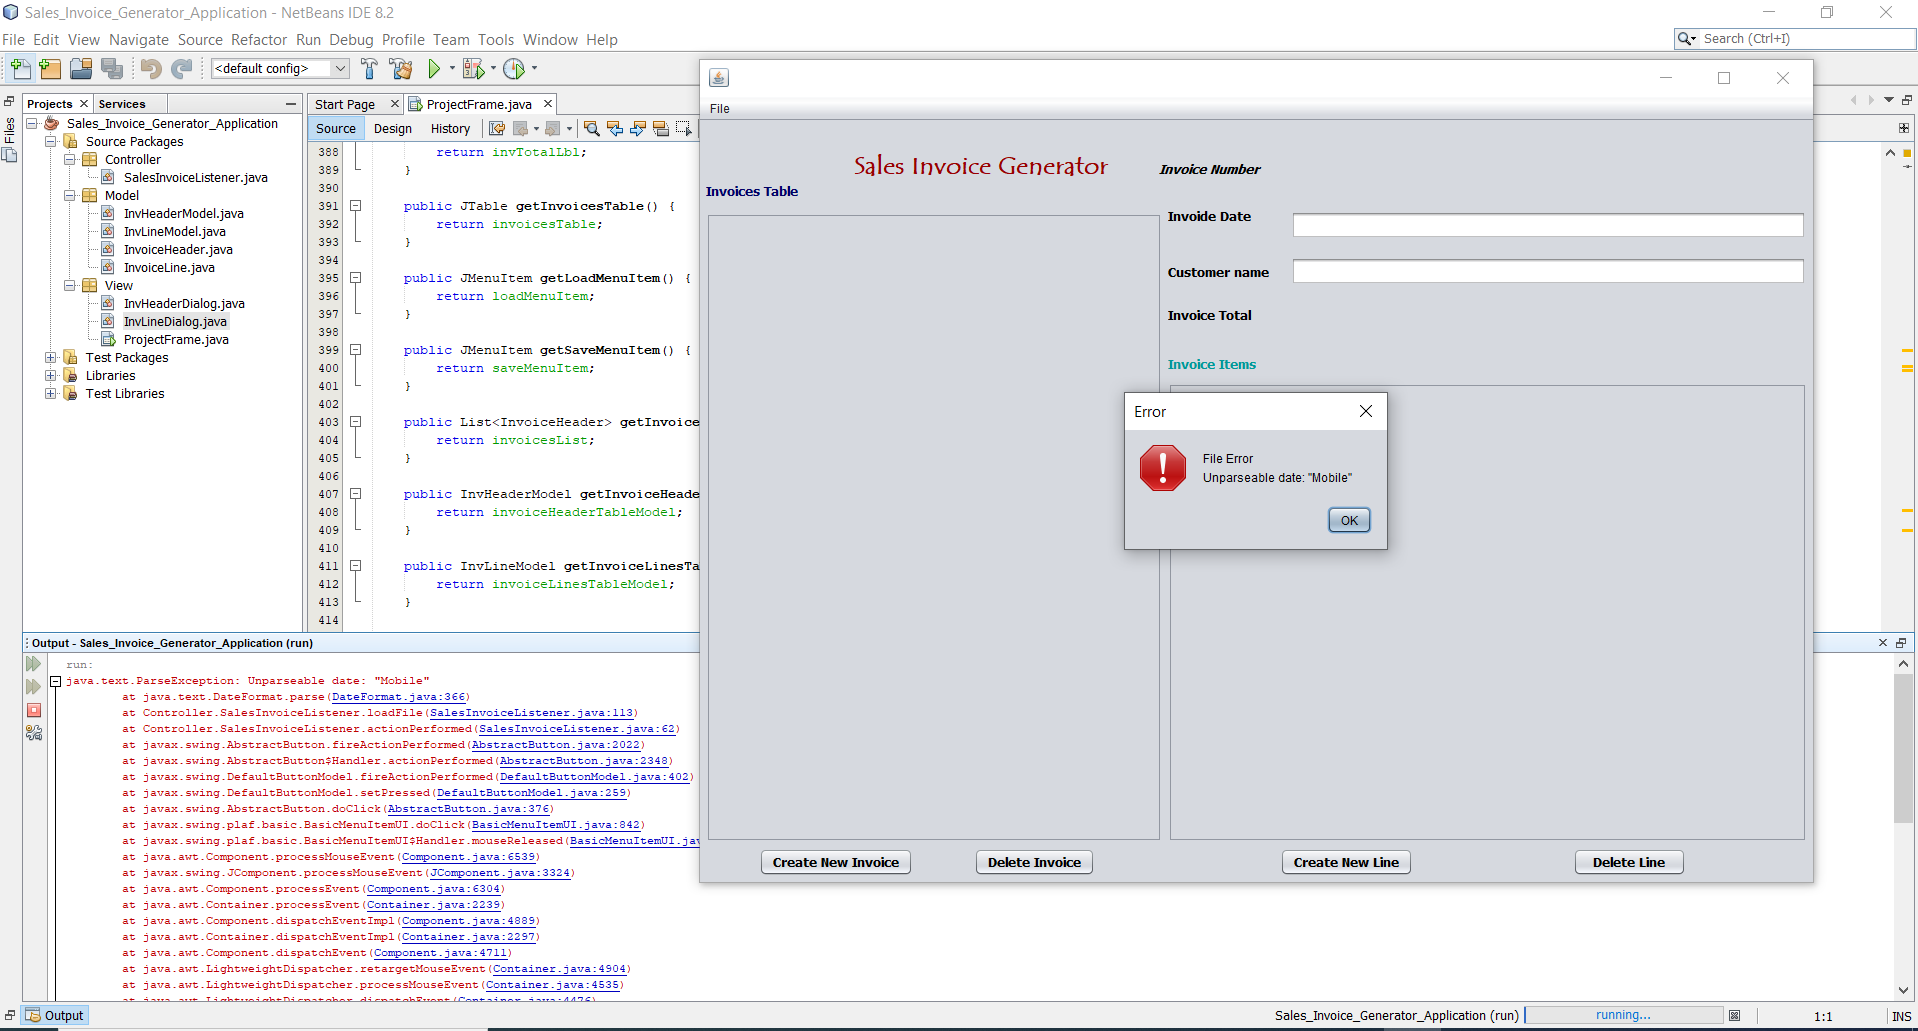 Sales_Invoice_Generator_Application - NetBeans IDE 8.2
File Edit View Navigate Source Refactor Run Debug Profile Team Tools Window Help
Search (Ctrl+I)
<default config>
Files
Projects
Services
Sales_Invoice_Generator_Application
Source Packages
Controller
SalesInvoiceListener.java
Model
InvHeaderModel.java
InvLineModel.java
InvoiceHeader.java
InvoiceLine.java
View
InvHeaderDialog.java
InvLineDialog.java
ProjectFrame.java
Test Packages
Libraries
Test Libraries
Start Page
ProjectFrame.java
Source Design History
388 return invTotalLbl;
389 }
390
391 public JTable getInvoicesTable() {
392 return invoicesTable;
393 }
394
395 public JMenuItem getLoadMenuItem() {
396 return loadMenuItem;
397 }
398
399 public JMenuItem getSaveMenuItem() {
400 return saveMenuItem;
401 }
402
403 public List<InvoiceHeader> getInvoice
404 return invoicesList;
405 }
406
407 public InvHeaderModel getInvoiceHeade
408 return invoiceHeaderTableModel;
409 }
410
411 public InvLineModel getInvoiceLinesTa
412 return invoiceLinesTableModel;
413 }
414
File
Sales Invoice Generator
Invoices Table
Invoice Number
Invoide Date
Customer name
Invoice Total
Invoice Items
Error
File Error
Unparseable date: "Mobile"
OK
Create New Invoice
Delete Invoice
Create New Line
Delete Line
Output - Sales_Invoice_Generator_Application (run)
run:
java.text.ParseException: Unparseable date: "Mobile"
at java.text.DateFormat.parse(DateFormat.java:366)
at Controller.SalesInvoiceListener.loadFile(SalesInvoiceListener.java:113)
at Controller.SalesInvoiceListener.actionPerformed(SalesInvoiceListener.java:62)
at javax.swing.AbstractButton.fireActionPerformed(AbstractButton.java:2022)
at javax.swing.AbstractButton$Handler.actionPerformed(AbstractButton.java:2348)
at javax.swing.DefaultButtonModel.fireActionPerformed(DefaultButtonModel.java:402)
at javax.swing.DefaultButtonModel.setPressed(DefaultButtonModel.java:259)
at javax.swing.AbstractButton.doClick(AbstractButton.java:376)
at javax.swing.plaf.basic.BasicMenuItemUI.doClick(BasicMenuItemUI.java:842)
at javax.swing.plaf.basic.BasicMenuItemUI$Handler.mouseReleased(BasicMenuItemUI.jav
at java.awt.Component.processMouseEvent(Component.java:6539)
at javax.swing.JComponent.processMouseEvent(JComponent.java:3324)
at java.awt.Component.processEvent(Component.java:6304)
at java.awt.Container.processEvent(Container.java:2239)
at java.awt.Component.dispatchEventImpl(Component.java:4889)
at java.awt.Container.dispatchEventImpl(Container.java:2297)
at java.awt.Component.dispatchEvent(Component.java:4711)
at java.awt.LightweightDispatcher.retargetMouseEvent(Container.java:4904)
at java.awt.LightweightDispatcher.processMouseEvent(Container.java:4535)
at java.awt.LightweightDispatcher.dispatchEvent(Container.java:4476)
Output
Sales_Invoice_Generator_Application (run)
running...
1:1
INS